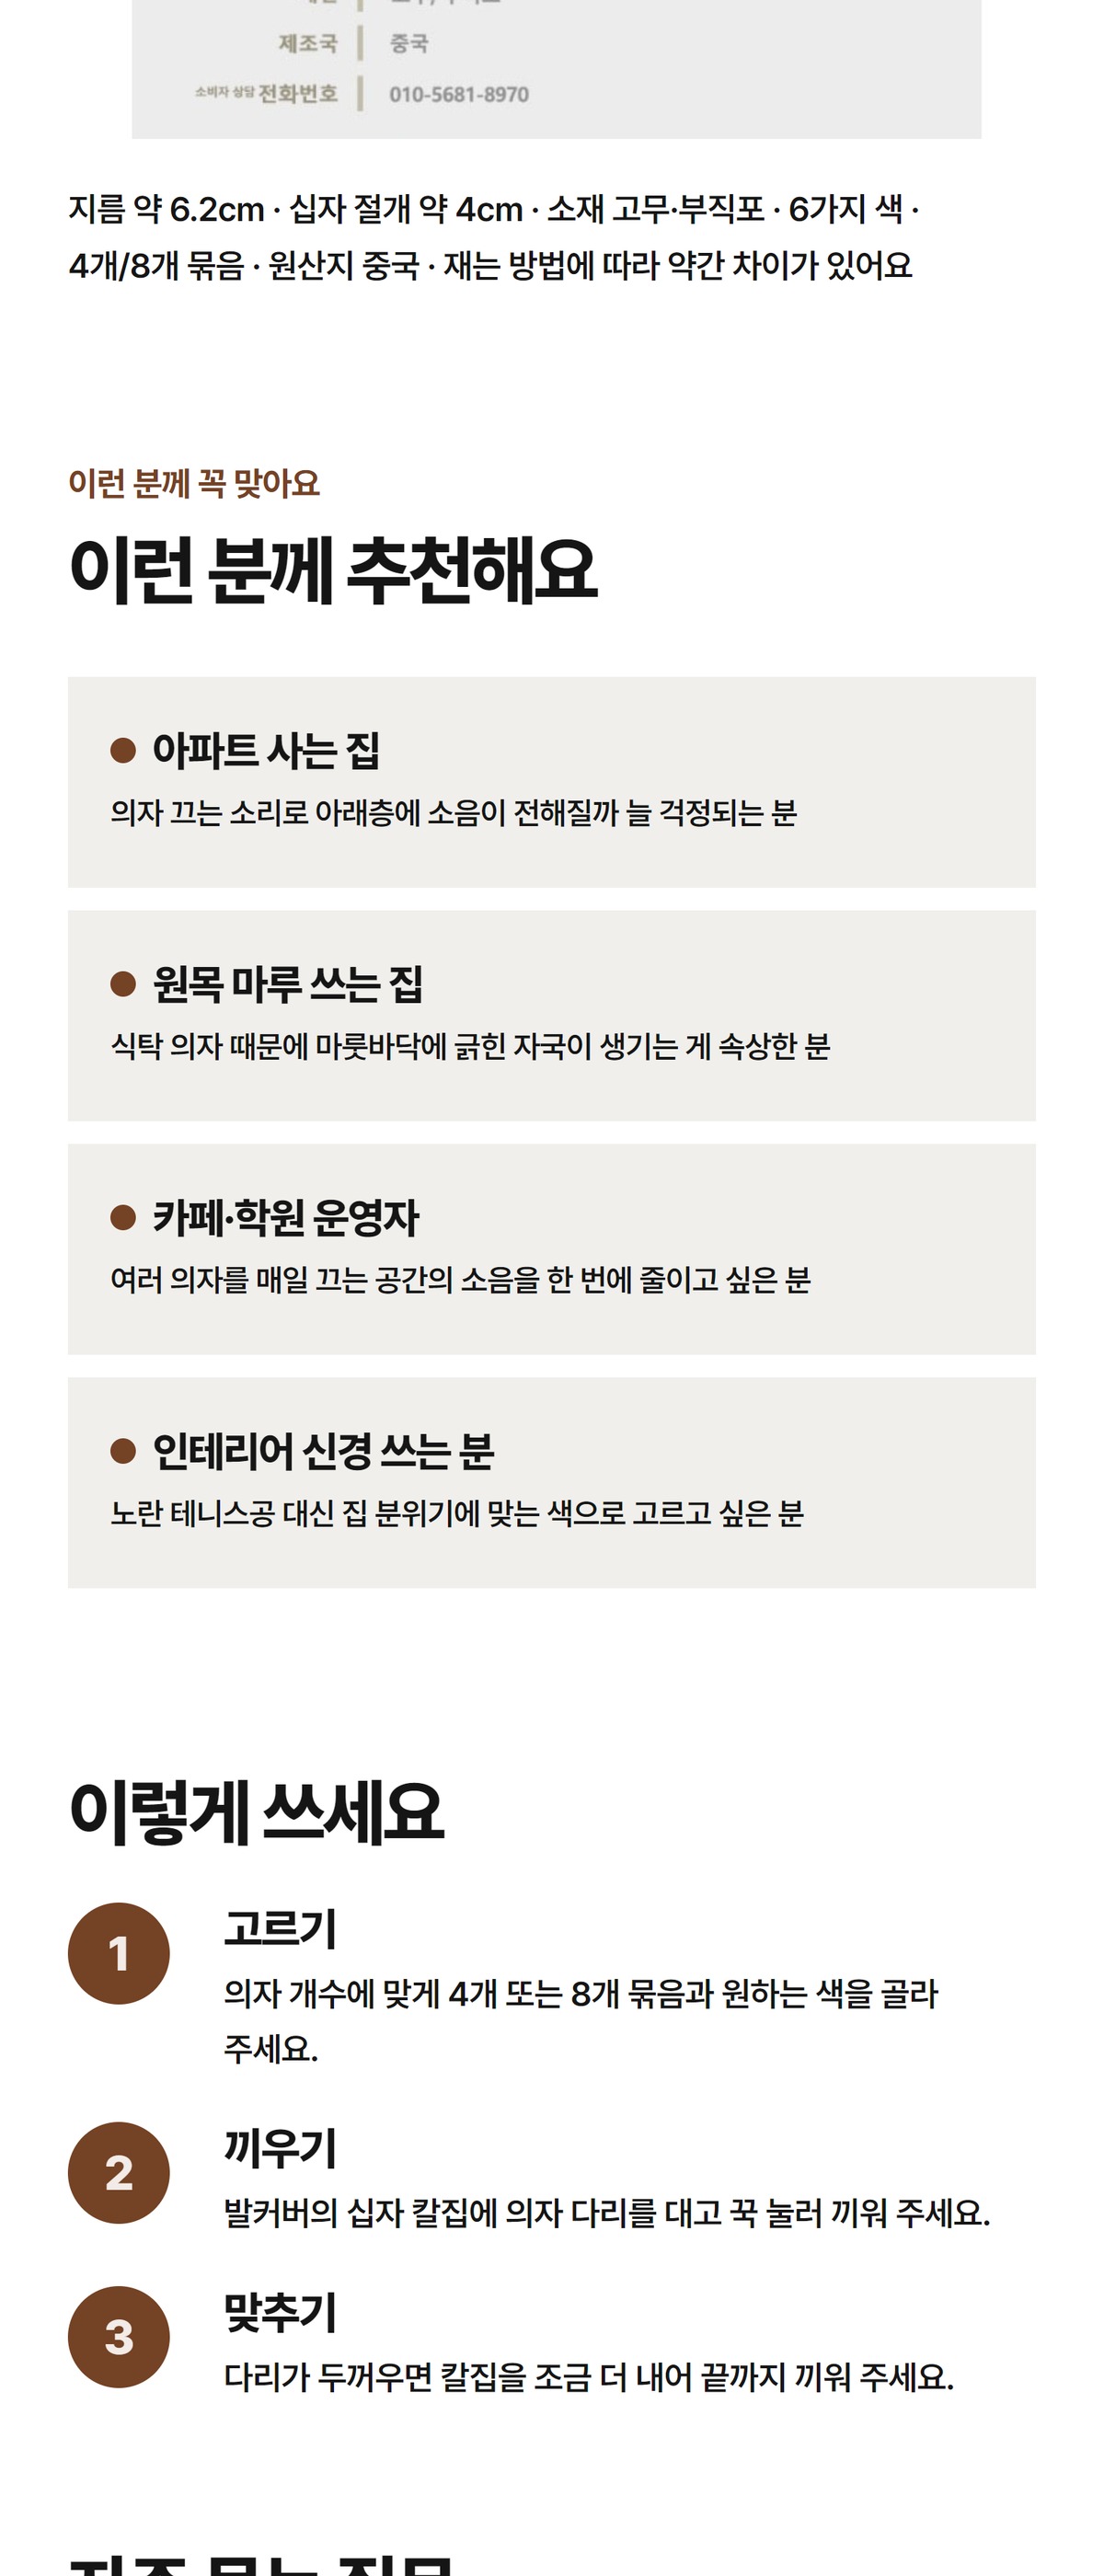 제조국 중국
소비자 상담 전화번호 010-5681-8970
지름 약 6.2cm · 십자 절개 약 4cm · 소재 고무·부직포 · 6가지 색 ·
4개/8개 묶음 · 원산지 중국 · 재는 방법에 따라 약간 차이가 있어요
이런 분께 꼭 맞아요
이런 분께 추천해요
아파트 사는 집
의자 끄는 소리로 아래층에 소음이 전해질까 늘 걱정되는 분
원목 마루 쓰는 집
식탁 의자 때문에 마룻바닥에 긁힌 자국이 생기는 게 속상한 분
카페·학원 운영자
여러 의자를 매일 끄는 공간의 소음을 한 번에 줄이고 싶은 분
인테리어 신경 쓰는 분
노란 테니스공 대신 집 분위기에 맞는 색으로 고르고 싶은 분
이렇게 쓰세요
1 고르기
의자 개수에 맞게 4개 또는 8개 묶음과 원하는 색을 골라
주세요.
2 끼우기
발커버의 십자 칼집에 의자 다리를 대고 꾹 눌러 끼워 주세요.
3 맞추기
다리가 두꺼우면 칼집을 조금 더 내어 끝까지 끼워 주세요.